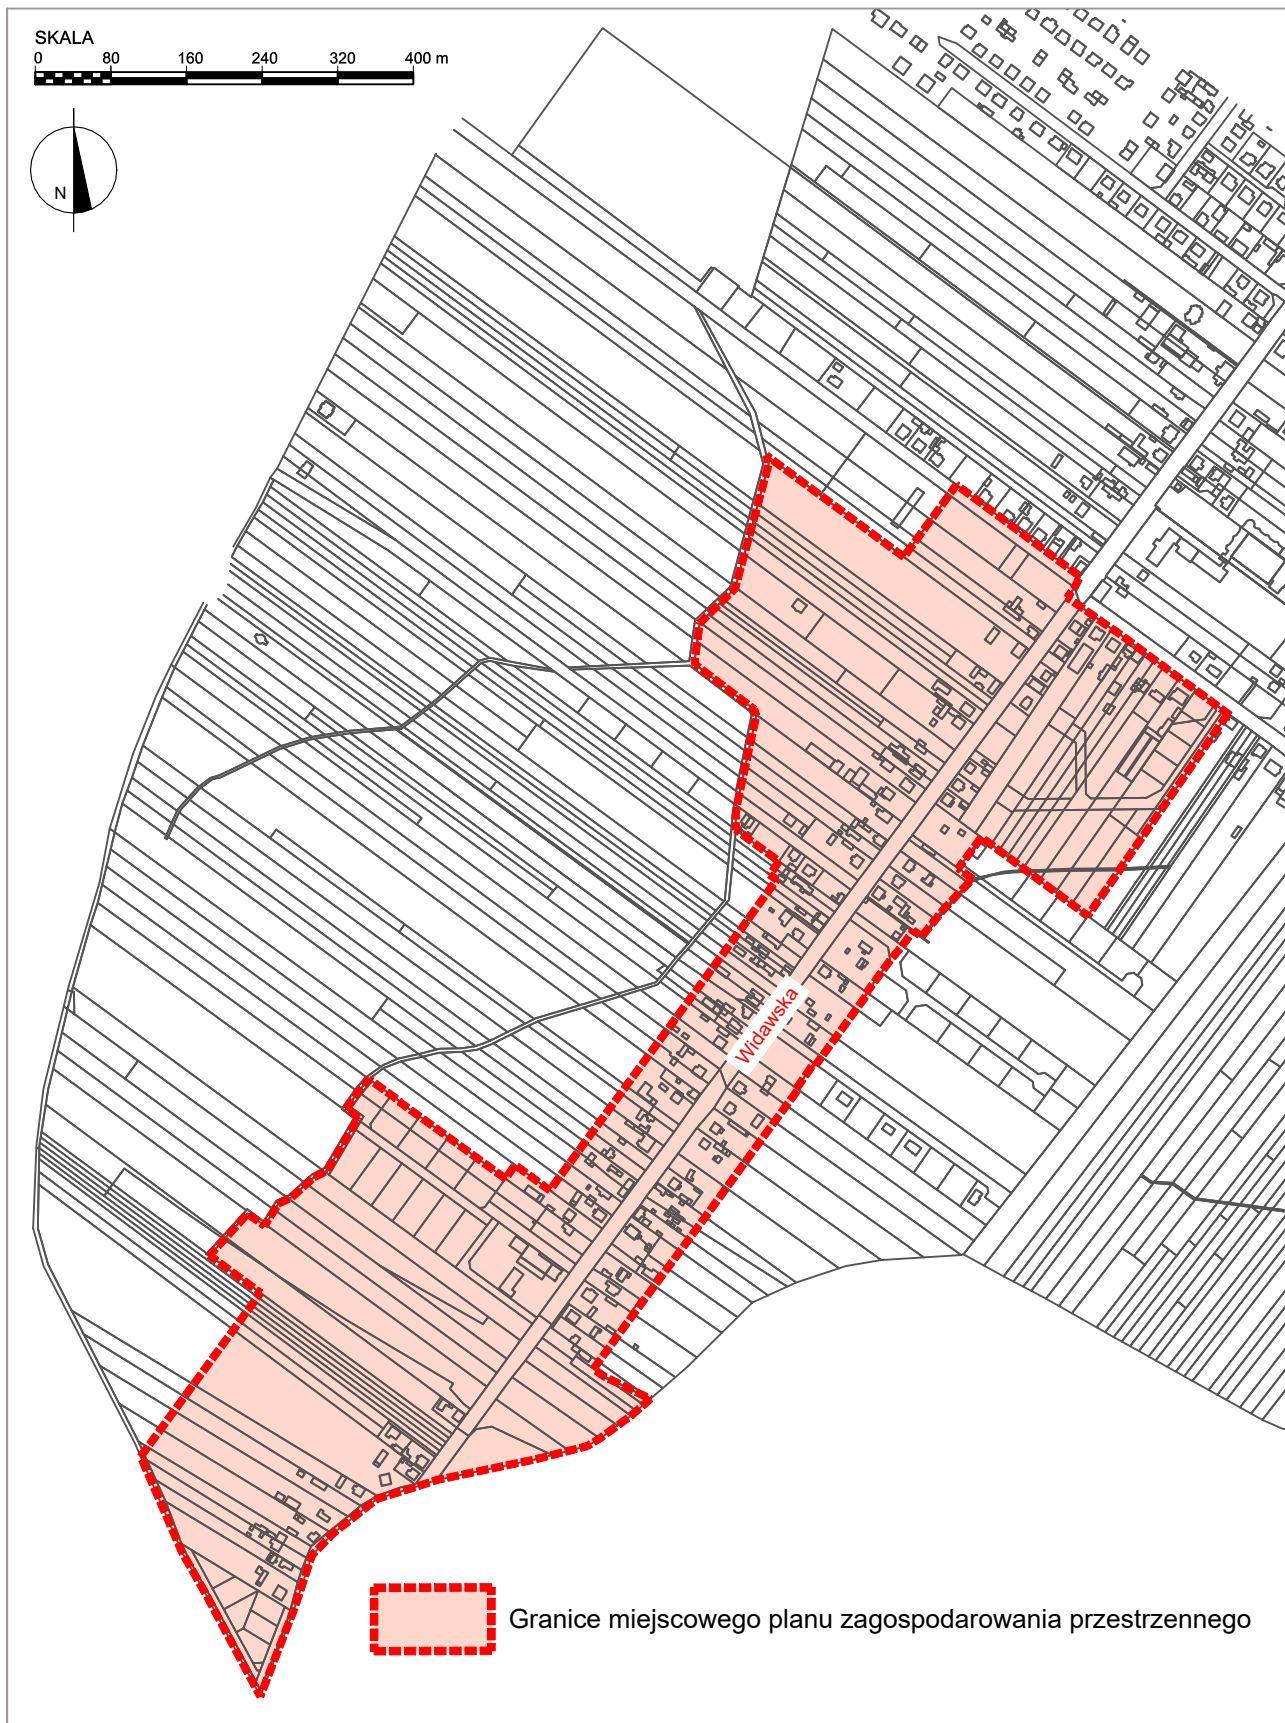 SKALA
0 80 160 240 320 400 m
N
Widawska
Granice miejscowego planu zagospodarowania przestrzennego